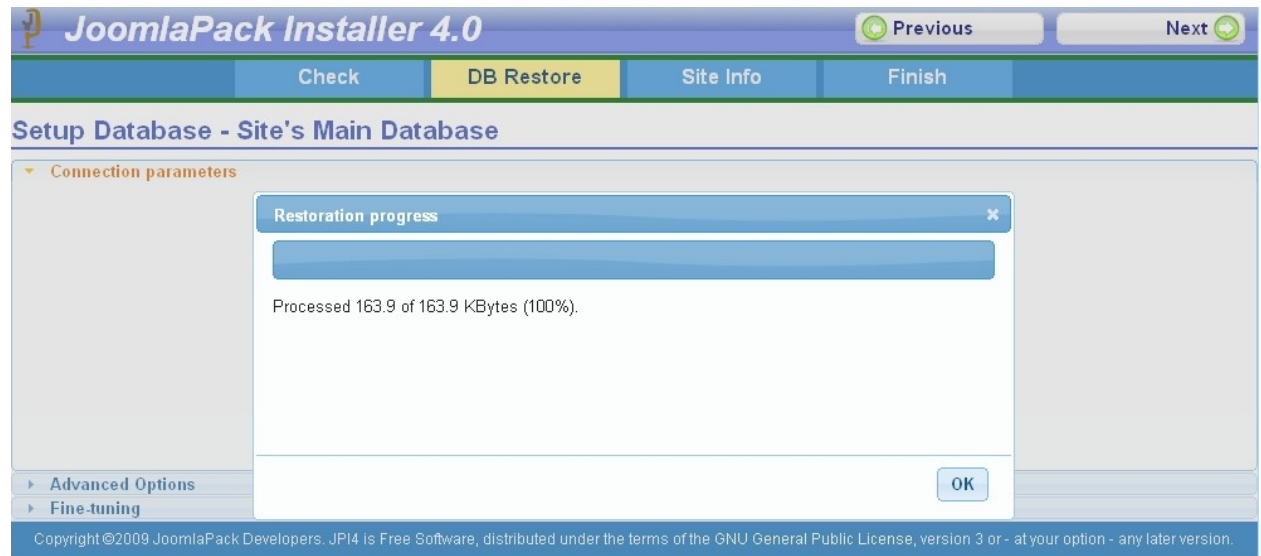 JoomlaPack Installer 4.0
Previous
Next
Check
DB Restore
Site Info
Finish
Setup Database - Site's Main Database
Connection parameters
Restoration progress
Processed 163.9 of 163.9 KBytes (100%).
OK
Advanced Options
Fine-tuning
Copyright ©2009 JoomlaPack Developers. JPI4 is Free Software, distributed under the terms of the GNU General Public License, version 3 or - at your option - any later version.